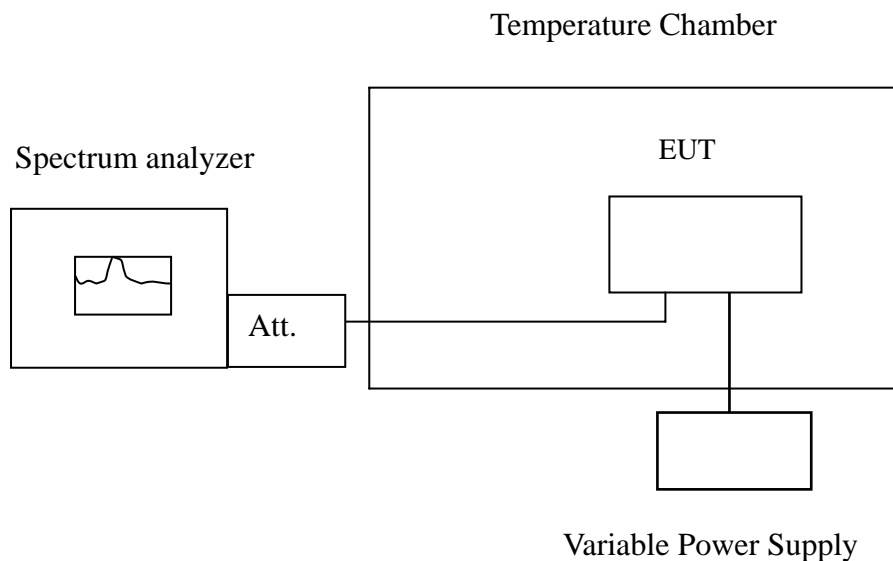 Temperature Chamber
Spectrum analyzer
EUT
Att.
Variable Power Supply